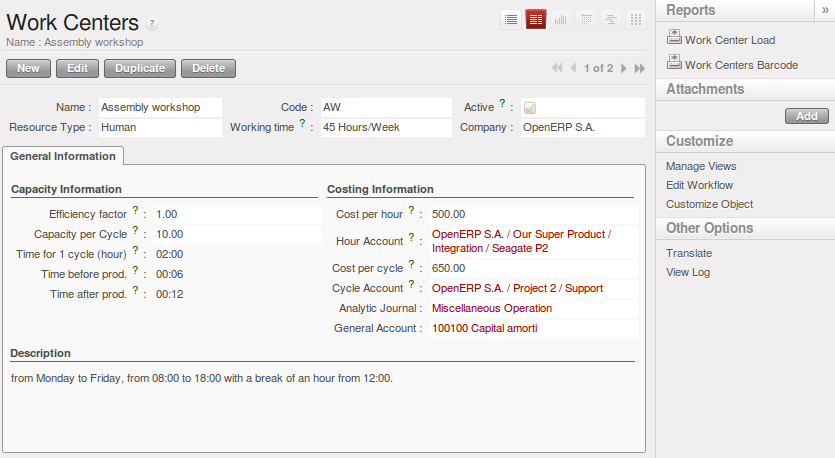 Work Centers ?
Name : Assembly workshop
New Edit Duplicate Delete
1 of 2
Name : Assembly workshop Code : AW Active ? :
Resource Type : Human Working time ? : 45 Hours/Week Company : OpenERP S.A.
General Information
Capacity Information
Efficiency factor ? : 1.00
Capacity per Cycle ? : 10.00
Time for 1 cycle (hour) ? : 02:00
Time before prod. ? : 00:06
Time after prod. ? : 00:12
Costing Information
Cost per hour ? : 500.00
Hour Account ? : OpenERP S.A. / Our Super Product /
Integration / Seagate P2
Cost per cycle ? : 650.00
Cycle Account ? : OpenERP S.A. / Project 2 / Support
Analytic Journal : Miscellaneous Operation
General Account : 100100 Capital amorti
Description
from Monday to Friday, from 08:00 to 18:00 with a break of an hour from 12:00.
Reports »
Work Center Load
Work Centers Barcode
Attachments
Add
Customize
Manage Views
Edit Workflow
Customize Object
Other Options
Translate
View Log